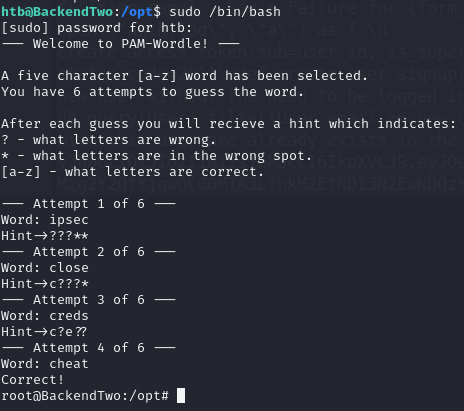 htb@BackendTwo:/opt$ sudo /bin/bash
[sudo] password for htb:
--- Welcome to PAM-Wordle! ---

A five character [a-z] word has been selected.
You have 6 attempts to guess the word.

After each guess you will recieve a hint which indicates:
? - what letters are wrong.
* - what letters are in the wrong spot.
[a-z] - what letters are correct.

--- Attempt 1 of 6 ---
Word: ipsec
Hint->???**
--- Attempt 2 of 6 ---
Word: close
Hint->c???*
--- Attempt 3 of 6 ---
Word: creds
Hint->c?e??
--- Attempt 4 of 6 ---
Word: cheat
Correct!
root@BackendTwo:/opt#